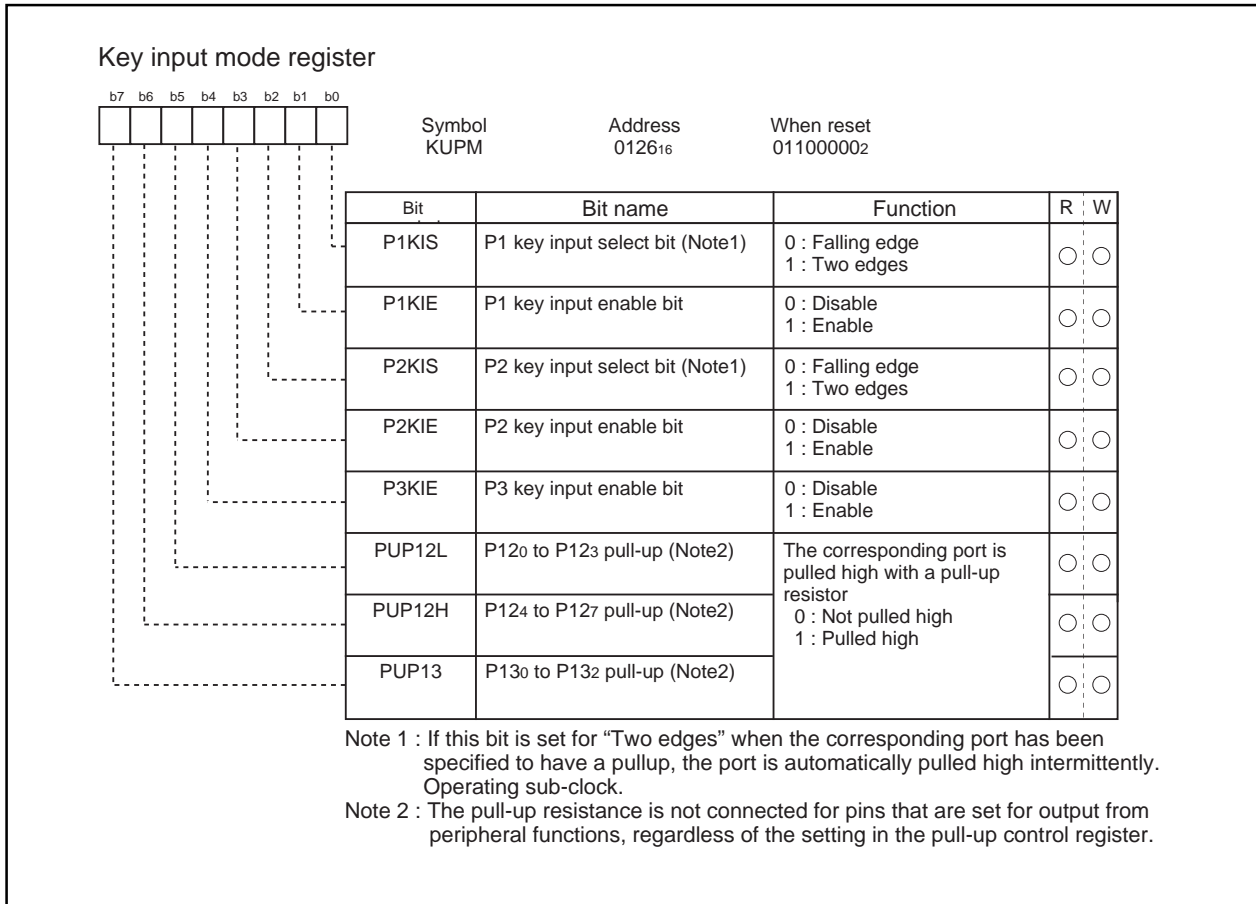 Key input mode register
b7 b6 b5 b4 b3 b2 b1 b0
Symbol Address When reset
KUPM 012616 011000002
Bit Bit name Function R W
P1KIS P1 key input select bit (Note1) 0 : Falling edge
1 : Two edges
P1KIE P1 key input enable bit 0 : Disable
1 : Enable
P2KIS P2 key input select bit (Note1) 0 : Falling edge
1 : Two edges
P2KIE P2 key input enable bit 0 : Disable
1 : Enable
P3KIE P3 key input enable bit 0 : Disable
1 : Enable
PUP12L P120 to P123 pull-up (Note2) The corresponding port is
pulled high with a pull-up
resistor
PUP12H P124 to P127 pull-up (Note2) 0 : Not pulled high
1 : Pulled high
PUP13 P130 to P132 pull-up (Note2)
Note 1 : If this bit is set for “Two edges” when the corresponding port has been
specified to have a pullup, the port is automatically pulled high intermittently.
Operating sub-clock.
Note 2 : The pull-up resistance is not connected for pins that are set for output from
peripheral functions, regardless of the setting in the pull-up control register.